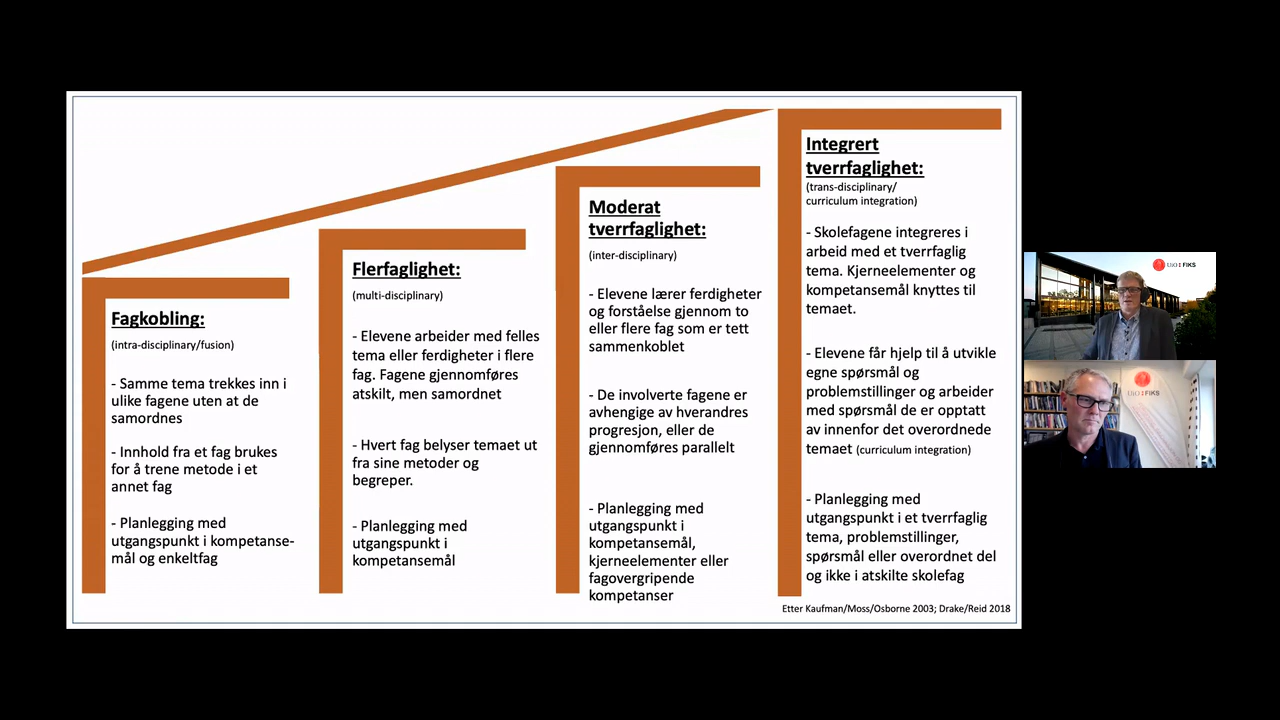 Fagkobling:
(intra-disciplinary/fusion)
- Samme tema trekkes inn i
ulike fagene uten at de
samordnes
- Innhold fra et fag brukes
for å trene metode i et
annet fag
- Planlegging med
utgangspunkt i kompetanse-
mål og enkeltfag
Flerfaglighet:
(multi-disciplinary)
- Elevene arbeider med felles
tema eller ferdigheter i flere
fag. Fagene gjennomføres
atskilt, men samordnet
- Hvert fag belyser temaet ut
fra sine metoder og
begreper.
- Planlegging med
utgangspunkt i
kompetansemål
Moderat
tverrfaglighet:
(inter-disciplinary)
- Elevene lærer ferdigheter
og forståelse gjennom to
eller flere fag som er tett
sammenkoblet
- De involverte fagene er
avhengige av hverandres
progresjon, eller de
gjennomføres parallelt
- Planlegging med
utgangspunkt i
kompetansemål,
kjerneelementer eller
fagovergripende
kompetanser
Integrert
tverrfaglighet:
(trans-disciplinary/
curriculum integration)
- Skolefagene integreres i
arbeid med et tverrfaglig
tema. Kjerneelementer og
kompetansemål knyttes til
temaet.
- Elevene får hjelp til å utvikle
egne spørsmål og
problemstillinger og arbeider
med spørsmål de er opptatt
av innenfor det overordnede
temaet (curriculum integration)
- Planlegging med
utgangspunkt i et tverrfaglig
tema, problemstillinger,
spørsmål eller overordnet del
og ikke i atskilte skolefag
Etter Kaufman/Moss/Osborne 2003; Drake/Reid 2018
UiO:FIKS
UiO:FIKS